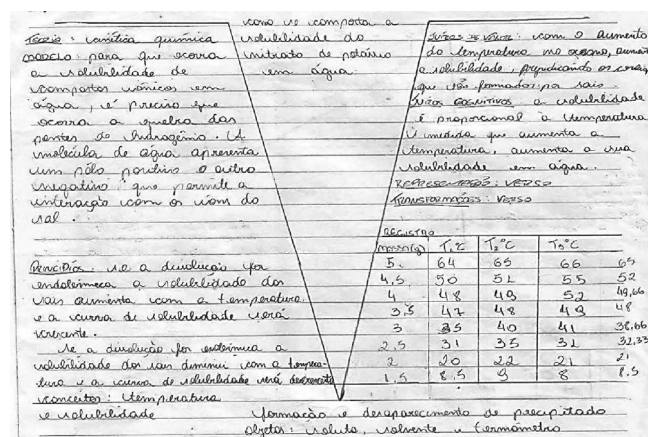 como se comporta a
solubilidade do
nitrato de potássio
em água.
Teoria: cinética química
modelo: para que ocorra
a solubilidade de
compostos iônicos em
água, é preciso que
ocorra a quebra das
pontes de hidrogênio. A
molécula de água apresenta
um pólo positivo e outro
negativo que permite a
interação com os íons do
sal.
Princípios: se a dissolução for
endotérmica a solubilidade dos
sais aumenta com a temperatura
e a curva de solubilidade será
crescente.
Se a dissolução for exotérmica a
solubilidade dos sais diminui com a tempera-
tura e a curva de solubilidade será
conceitos: temperatura
e solubilidade
Juízos de valor: com o aumento
da temperatura no oceano, aumenta
a solubilidade, prejudicando os corais,
que são formados por sais.
Juízos cognitivos: a solubilidade
é proporcional a temperatura
à medida que aumenta a
temperatura, aumenta a sua
solubilidade em água.
Representações: verso
Transformações: verso
Registro
massa(g) T1°C T2°C T3°C
5 64 65 66 65
4,5 50 51 55 52
4 48 49 52 49,66
3,5 47 48 49 48
3 35 40 41 38,66
2,5 31 35 31 32,33
2 20 22 21 21
1,5 8,5 9 8 8,5
formação e desaparecimento de precipitado
objetos: soluto, solvente e termômetro